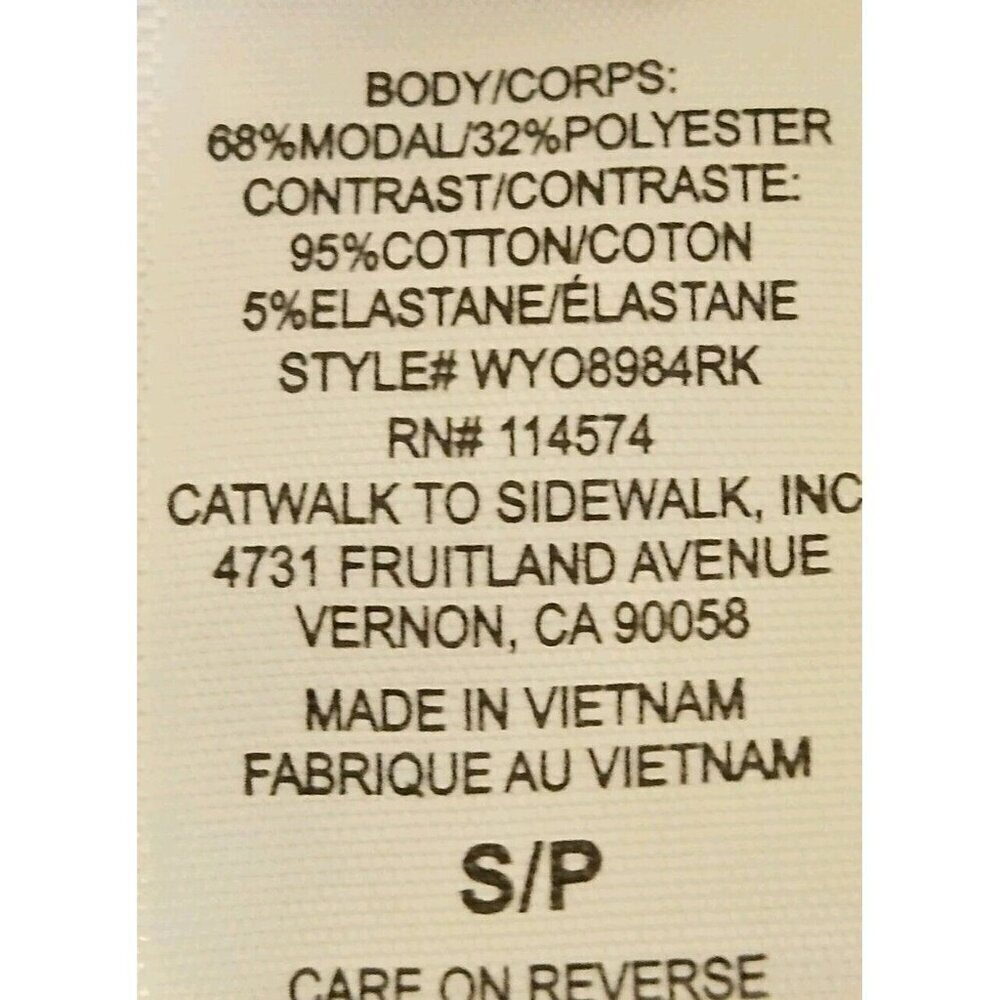 BODY/CORPS:
68%MODAL/32%POLYESTER
CONTRAST/CONTRASTE:
95%COTTON/COTON
5%ELASTANE/ÉLASTANE
STYLE# WYO8984RK
RN# 114574
CATWALK TO SIDEWALK, INC
4731 FRUITLAND AVENUE
VERNON, CA 90058
MADE IN VIETNAM
FABRIQUE AU VIETNAM
S/P
CARE ON REVERSE